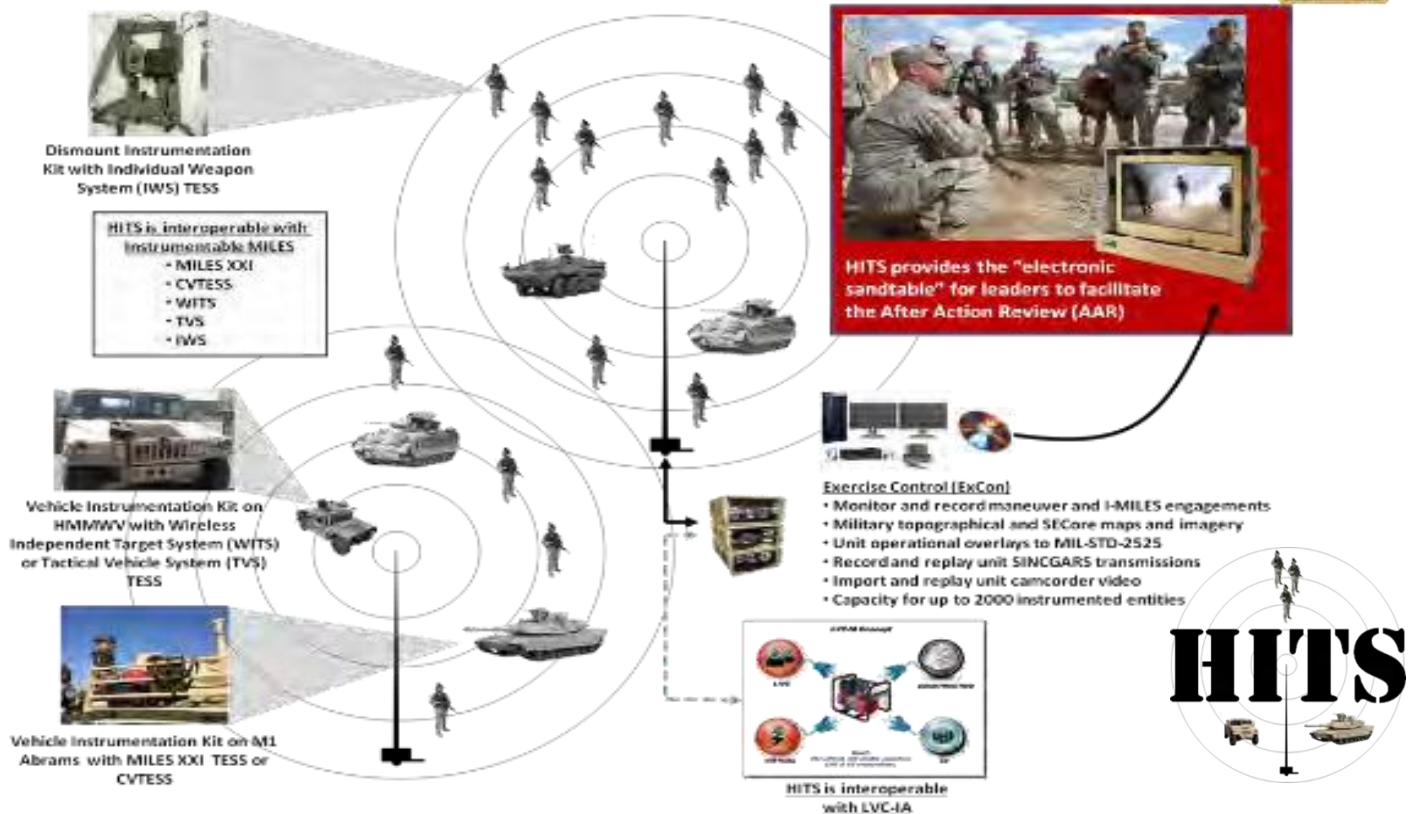 Dismount Instrumentation
Kit with Individual Weapon
System (IWS) TESS
HITS is interoperable with
Instrumentable MILES
• MILES XXI
• CVTESS
• WITS
• TVS
• IWS
HITS provides the "electronic
sandtable" for leaders to facilitate
the After Action Review (AAR)
Vehicle Instrumentation Kit on
HMMWV with Wireless
Independent Target System (WITS)
or Tactical Vehicle System (TVS)
TESS
Exercise Control (ExCon)
• Monitor and record maneuver and I-MILES engagements
• Military topographical and SECore maps and imagery
• Unit operational overlays to MIL-STD-2525
• Record and replay unit SINCGARS transmissions
• Import and replay unit camcorder video
• Capacity for up to 2000 instrumented entities
HITS
Vehicle Instrumentation Kit on M1
Abrams with MILES XXI TESS or
CVTESS
HITS is interoperable
with LVC-IA